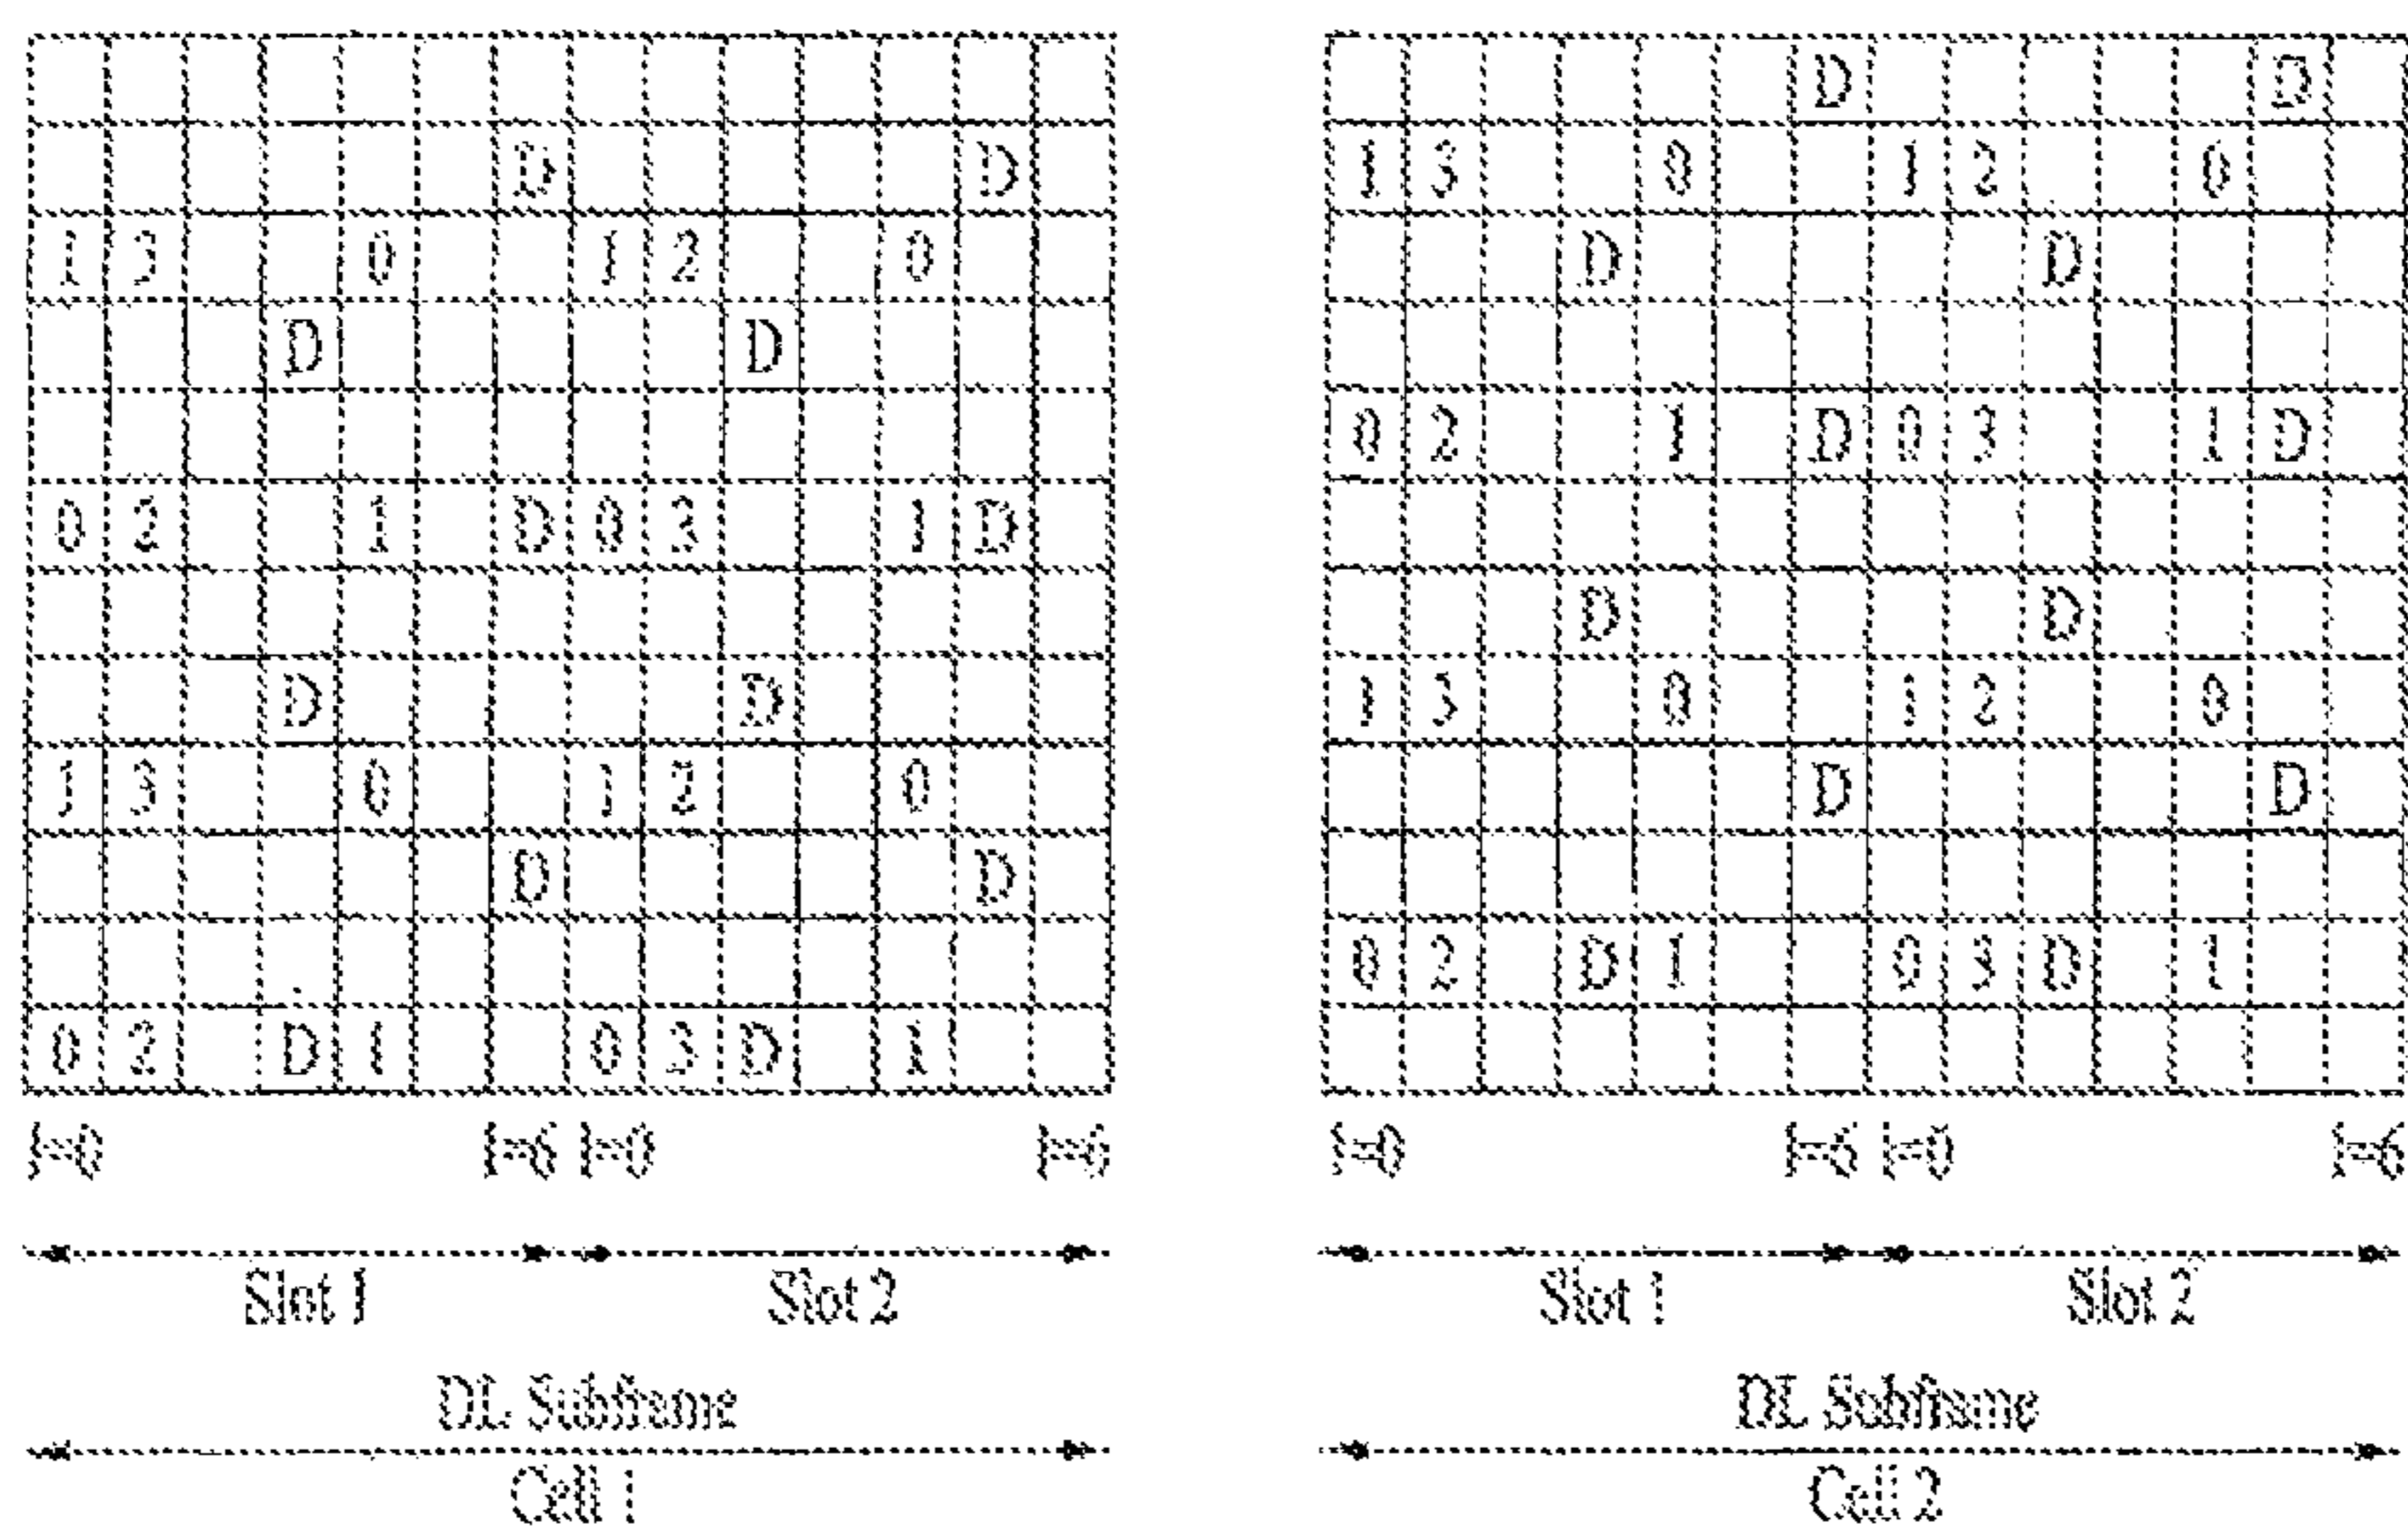 D D
D D 1 3 0 1 2 0
1 3 0 1 2 0 D D
D D
0 2 1 D 0 3 1 D
0 2 1 D 0 3 1 D
D D
D D 1 3 0 1 2 0
1 3 0 1 2 0 D D
D D
0 2 D 1 0 3 D 1
0 2 D 1 0 3 D 1
l=0 l=6 l=0 l=6 l=0 l=6 l=0 l=6
Slot 1 Slot 2 Slot 1 Slot 2
DL Subframe DL Subframe
Cell 1 Cell 2